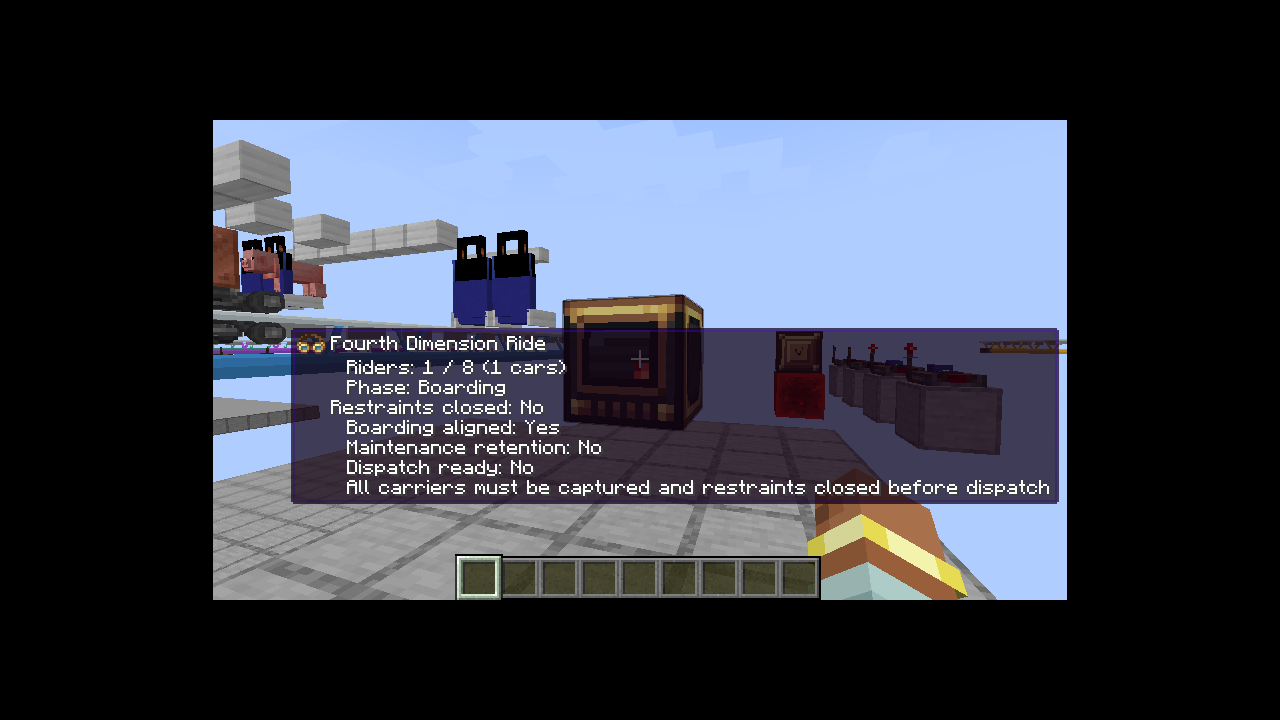 Fourth Dimension Ride
Riders: 1 / 8 (1 cars)
Phase: Boarding
Restraints closed: No
Boarding aligned: Yes
Maintenance retention: No
Dispatch ready: No
All carriers must be captured and restraints closed before dispatch